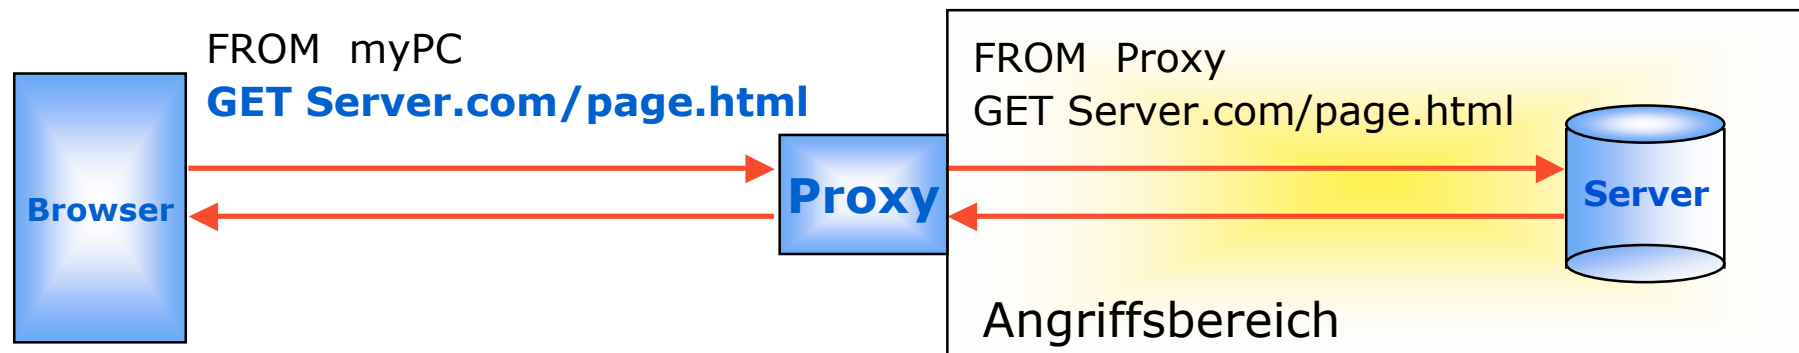 FROM myPC
GET Server.com/page.html
Browser
Proxy
FROM Proxy
GET Server.com/page.html
Server
Angriffsbereich